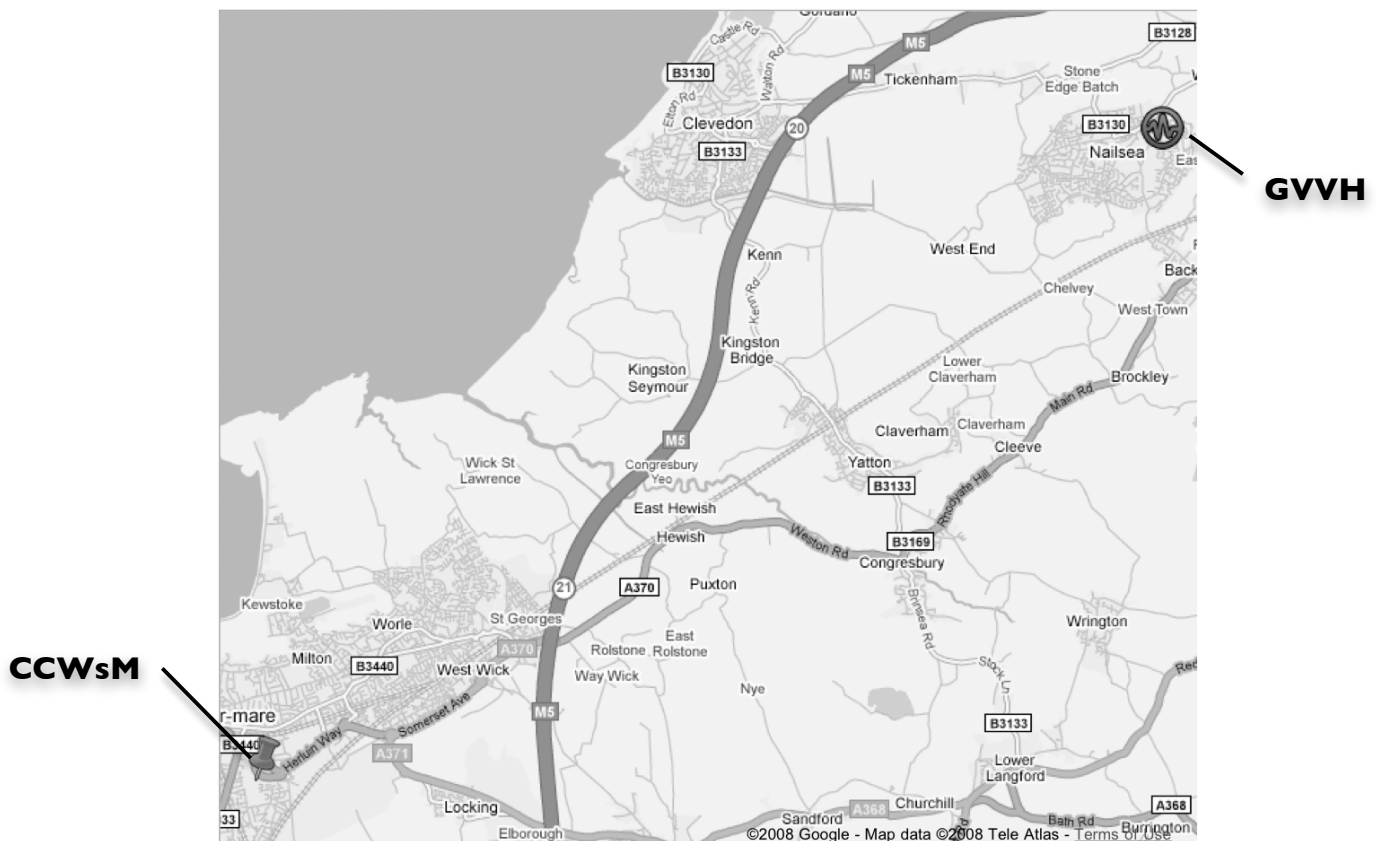 Gordano
Castle Rd
M5
B3128
B3130
Walton Rd
M5
Tickenham
Stone
Edge Batch
Elton Rd
Clevedon
20
B3130
B3133
Nailsea
GVVH
West End
Kenn
Back
Chelvey
Kenn Rd
West Town
Kingston
Bridge
Kingston
Seymour
Lower
Claverham
Brockley
Main Rd
Claverham
Claverham
M5
Cleeve
Wick St
Lawrence
Congresbury
Yeo
Yatton
B3133
Rhodyate Hill
East Hewish
Hewish
Weston Rd
B3169
Congresbury
21
A370
Puxton
Kewstoke
Brinsea Rd
St Georges
Worle
Wrington
A370
East
Rolstone
Rolstone
Milton
B3440
West Wick
Way Wick
Stock Ln
Red
CCWsM
Nye
Somerset Ave
r-mare
M5
B3133
B3440
Herluin Way
A371
Lower
Langford
Locking
Churchill
A368
A368
33
Sandford
Bath Rd
Burrington
Elborough
©2008 Google - Map data ©2008 Tele Atlas - Terms of Use